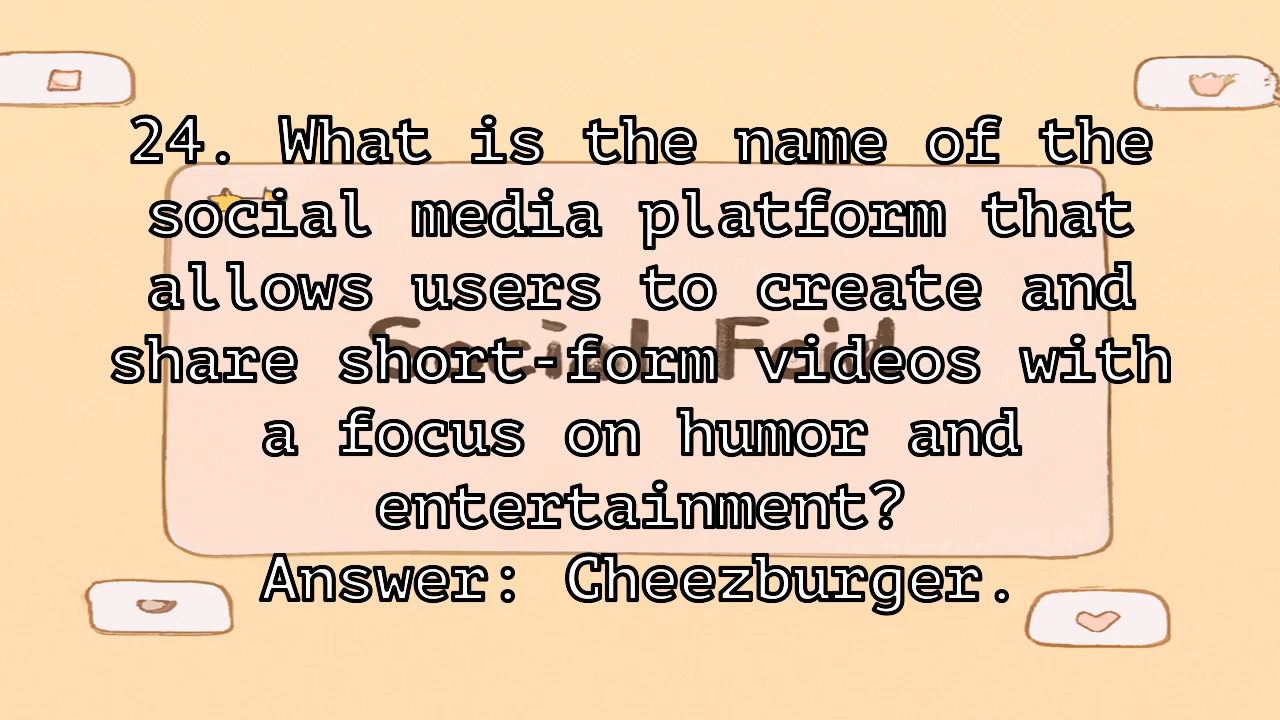 24. What is the name of the
social media platform that
allows users to create and
share short-form videos with
a focus on humor and
entertainment?
Answer: Cheezburger.